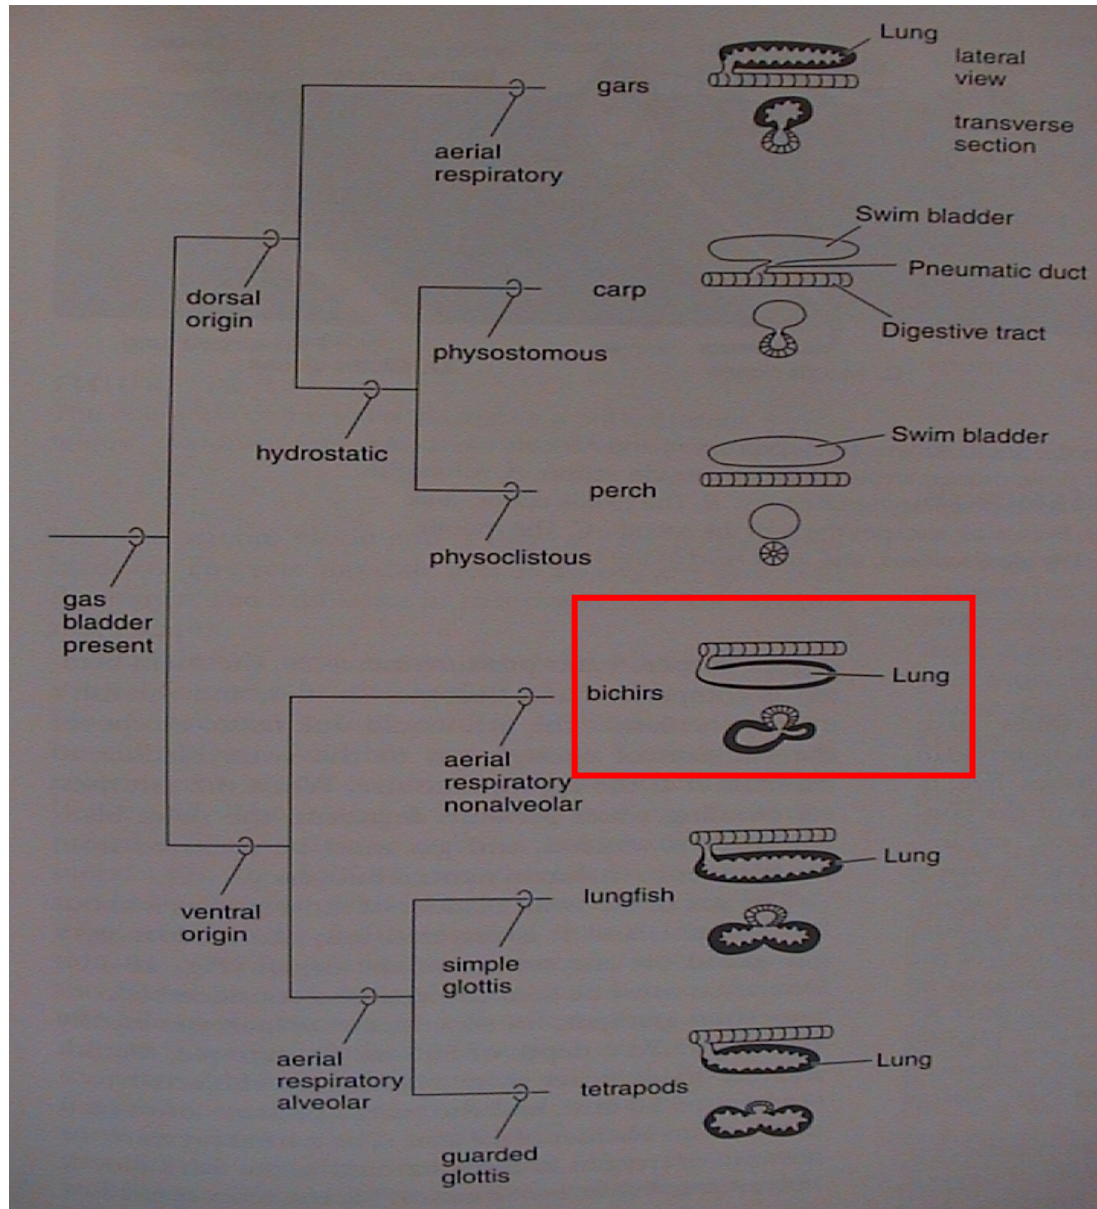 Lung
lateral
view
gars
transverse
section
aerial
respiratory
Swim bladder
Pneumatic duct
carp
dorsal
origin
Digestive tract
physostomous
Swim bladder
hydrostatic
perch
physoclistous
gas
bladder
present
bichirs
Lung
aerial
respiratory
nonalveolar
Lung
lungfish
ventral
origin
simple
glottis
aerial
respiratory
alveolar
Lung
tetrapods
guarded
glottis